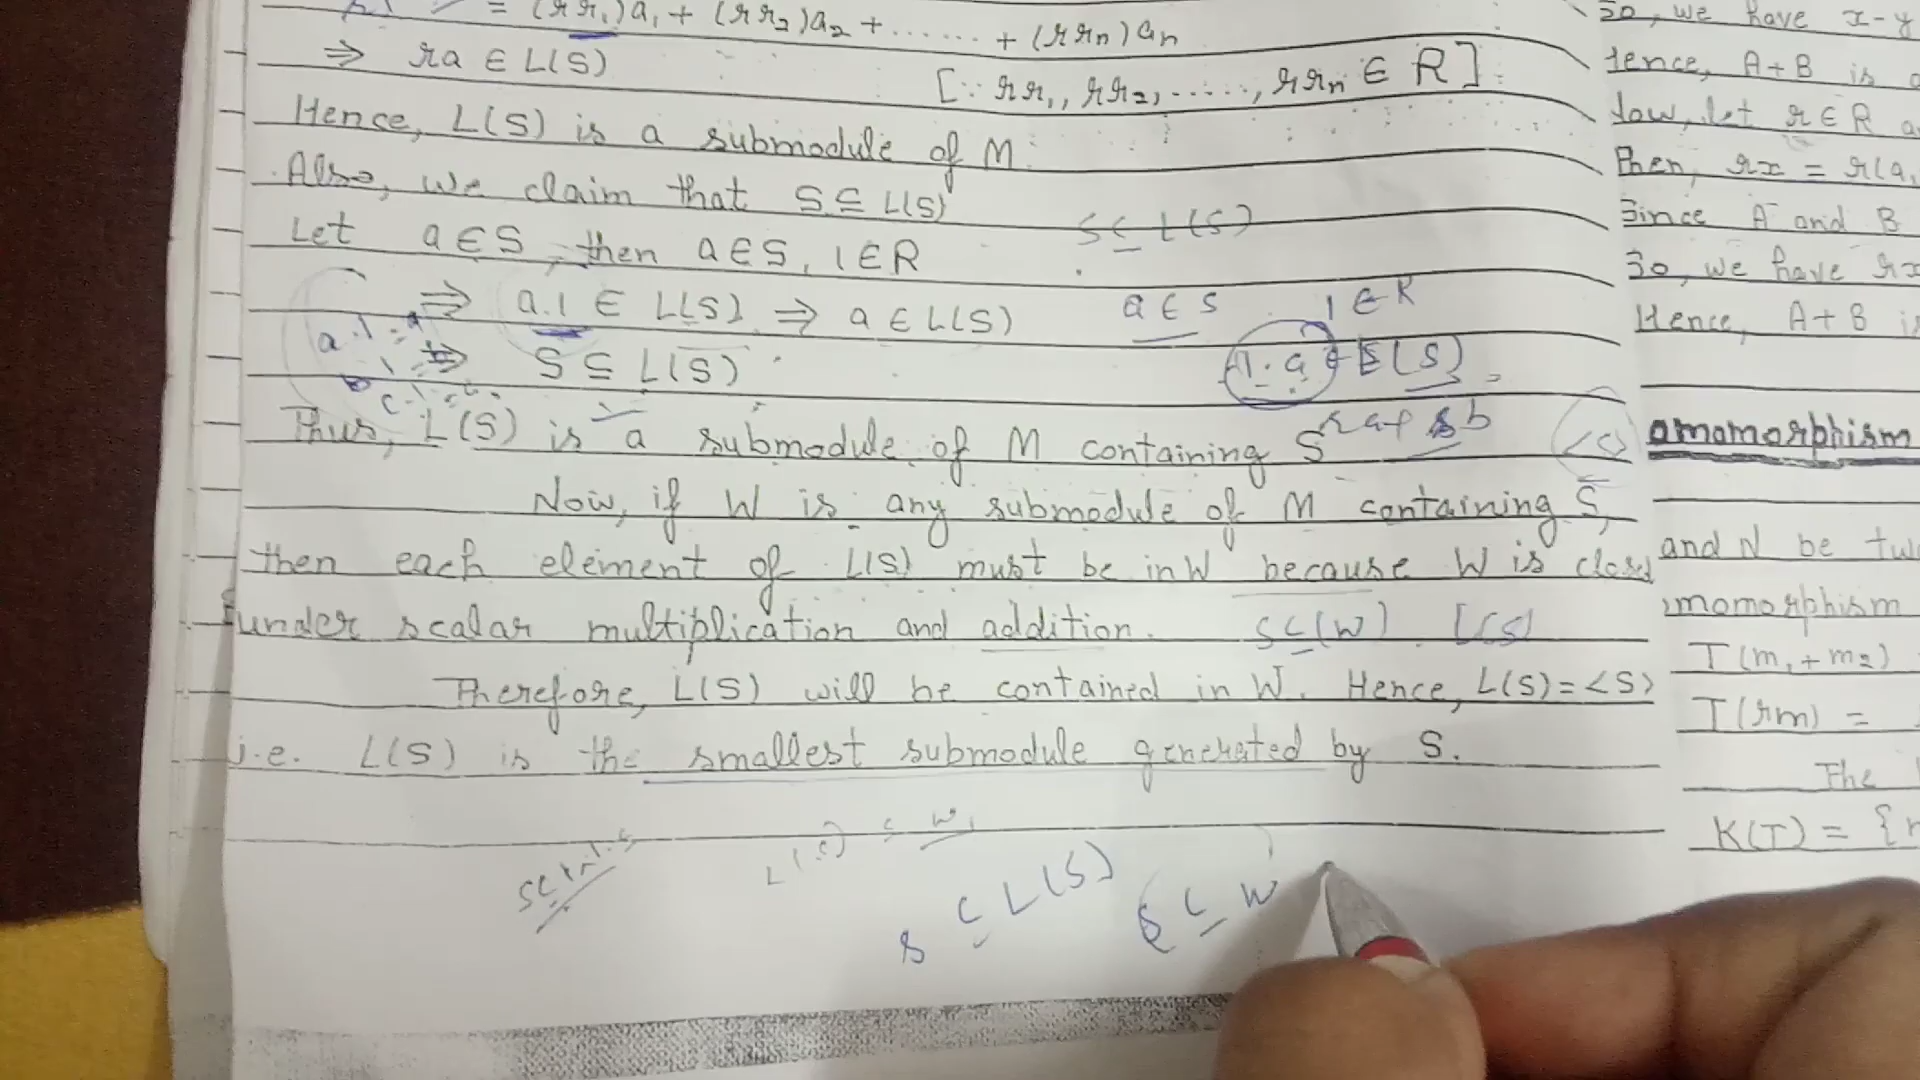 = (rr₁)a₁ + (rr₂)a₂ + ...... + (rrn)an
⇒ ra ∈ L(S)
[∵ rr₁, rr₂, ....., rrn ∈ R]
Hence, L(S) is a submodule of M.
Also, we claim that S ⊆ L(S)
S ⊆ L(S)
Let a ∈ S, then a ∈ S, 1 ∈ R
⇒ a.1 ∈ L(S) ⇒ a ∈ L(S)
a ∈ S 1 ∈ R
⇒ S ⊆ L(S)
1.a L(S)
Thus, L(S) is a submodule of M containing S
Now, if W is any submodule of M containing S,
then each element of L(S) must be in W because W is closed
under scalar multiplication and addition.
S ⊆ (W) L(S)
Therefore, L(S) will be contained in W. Hence, L(S) = <S>
i.e. L(S) is the smallest submodule generated by S.
L(S) ⊆ W
S ⊆ L(S) S ⊆ W
So, we have x-y
Hence, A+B is
Now, let r ∈ R
Then, rx = r(a
Since A and B
So, we have rx
Hence, A+B
omomorphism
and N be two
omomorphism
T(m₁+m₂)
T(rm) =
The
K(T) = {